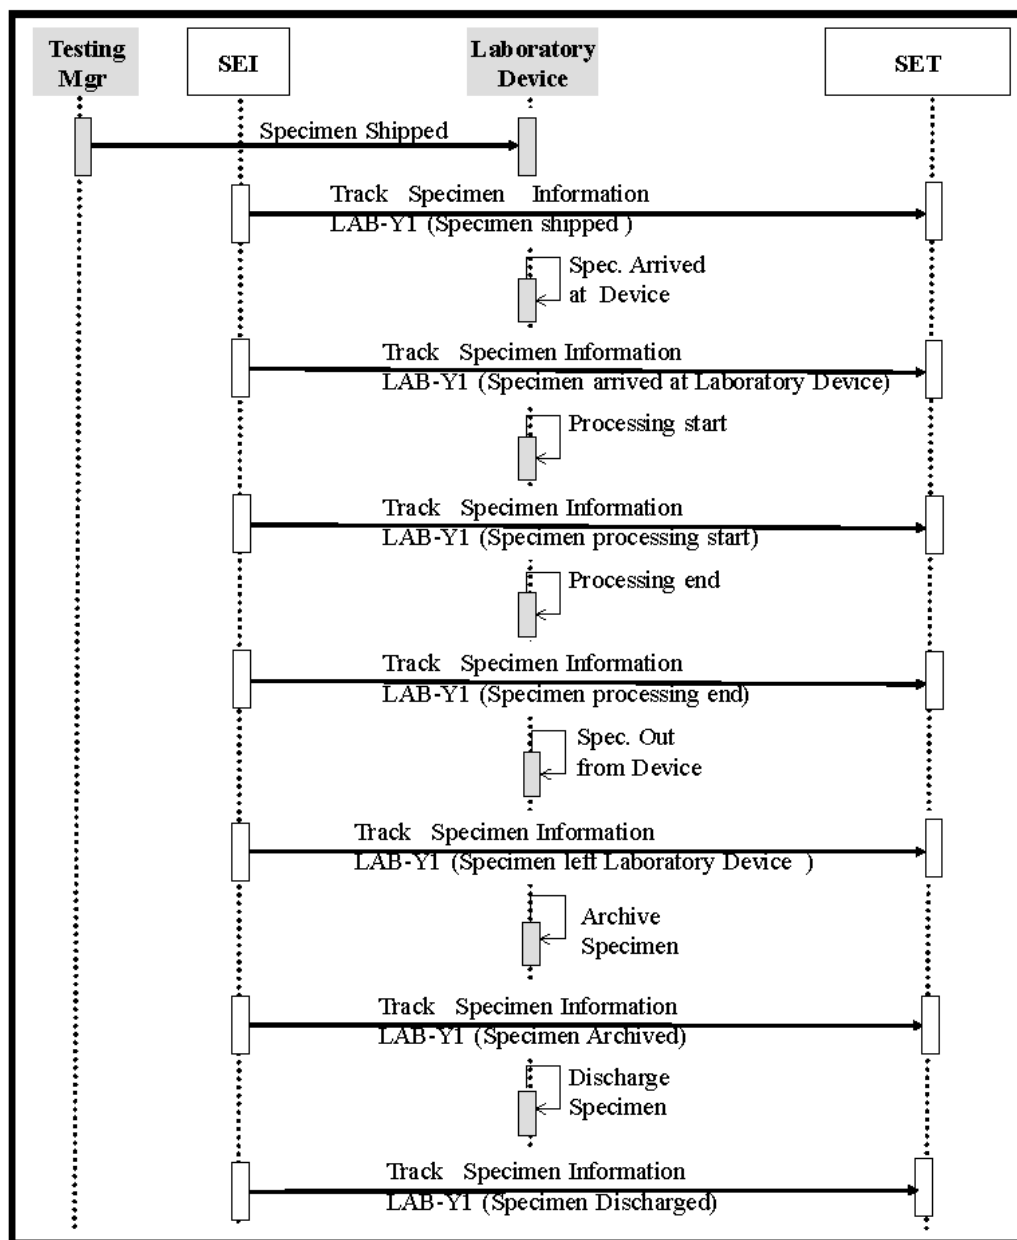 Testing
Mgr
SEI
Laboratory
Device
SET
Specimen Shipped
Track Specimen Information
LAB-Y1 (Specimen shipped )
Spec. Arrived
at Device
Track Specimen Information
LAB-Y1 (Specimen arrived at Laboratory Device)
Processing start
Track Specimen Information
LAB-Y1 (Specimen processing start)
Processing end
Track Specimen Information
LAB-Y1 (Specimen processing end)
Spec. Out
from Device
Track Specimen Information
LAB-Y1 (Specimen left Laboratory Device )
Archive
Specimen
Track Specimen Information
LAB-Y1 (Specimen Archived)
Discharge
Specimen
Track Specimen Information
LAB-Y1 (Specimen Discharged)